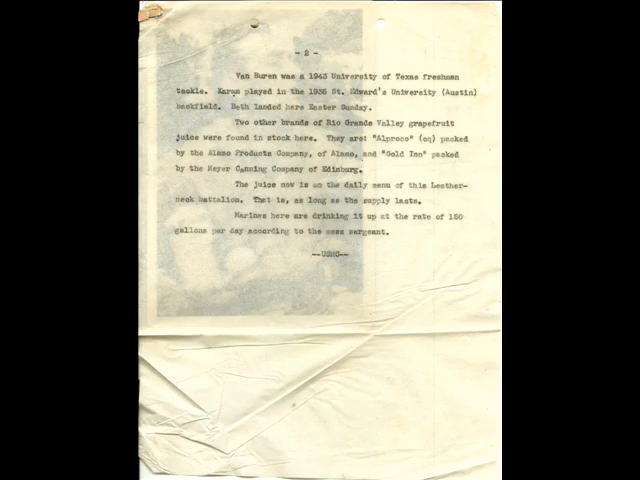 - 2 -
Van Buren was a 1943 University of Texas freshman
tackle. Karam played in the 1936 St. Edward's University (Austin)
backfield. Both landed here Easter Sunday.
Two other brands of Rio Grande Valley grapefruit
juice were found in stock here. They are: "Alproco" (cq) packed
by the Alamo Products Company, of Alamo, and "Gold Inn" packed
by the Meyer Canning Company of Edinburg.
The juice now is on the daily menu of this Leather-
neck battalion. That is, as long as the supply lasts.
Marines here are drinking it up at the rate of 150
gallons per day according to the mess sergeant.
--USMC--